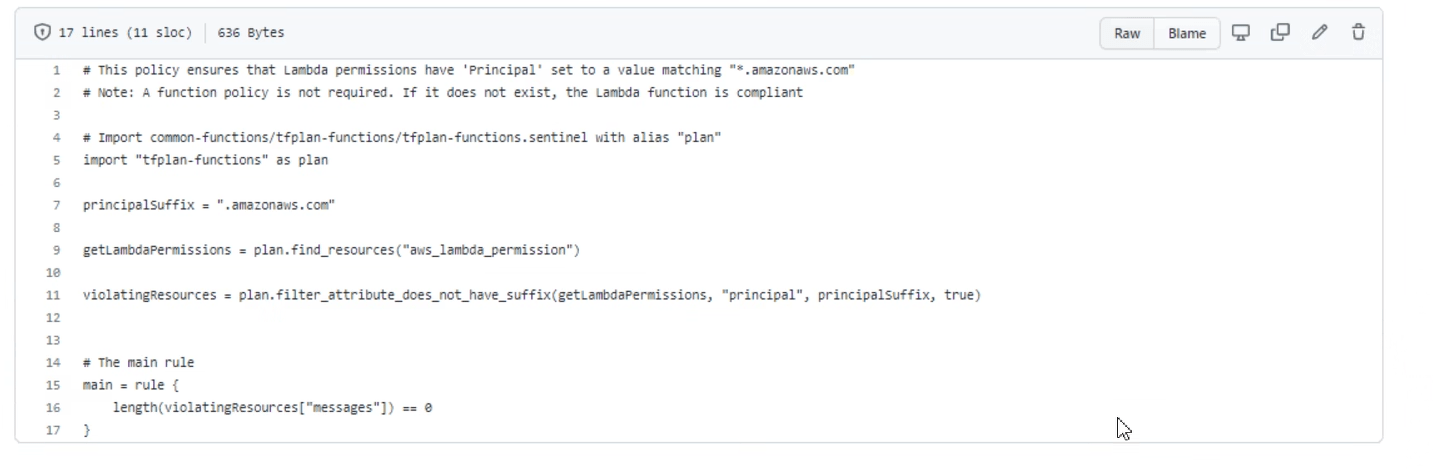 17 lines (11 sloc) 636 Bytes Raw Blame
1 # This policy ensures that Lambda permissions have 'Principal' set to a value matching "*.amazonaws.com"
2 # Note: A function policy is not required. If it does not exist, the Lambda function is compliant
3
4 # Import common-functions/tfplan-functions/tfplan-functions.sentinel with alias "plan"
5 import "tfplan-functions" as plan
6
7 principalSuffix = ".amazonaws.com"
8
9 getLambdaPermissions = plan.find_resources("aws_lambda_permission")
10
11 violatingResources = plan.filter_attribute_does_not_have_suffix(getLambdaPermissions, "principal", principalSuffix, true)
12
13
14 # The main rule
15 main = rule {
16     length(violatingResources["messages"]) == 0
17 }